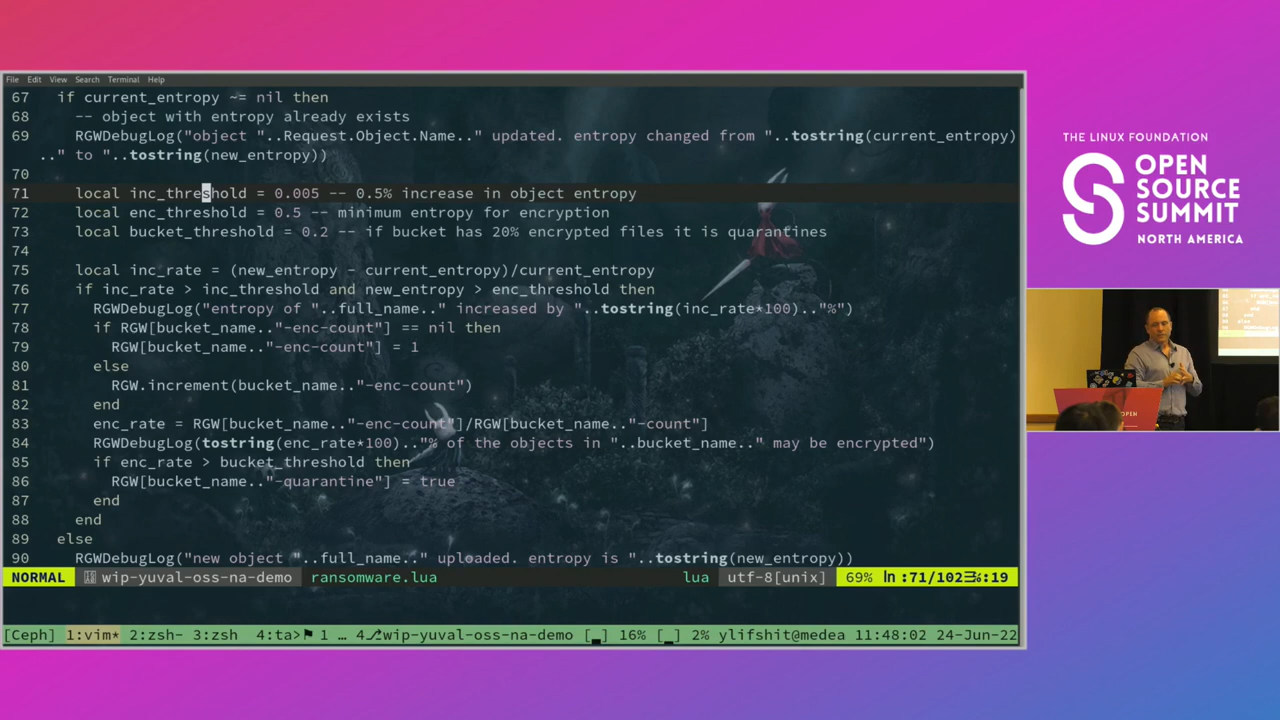 File Edit View Search Terminal Help
67 if current_entropy ~= nil then
68 -- object with entropy already exists
69 RGWDebugLog("object "..Request.Object.Name.." updated. entropy changed from "..tostring(current_entropy)
.." to "..tostring(new_entropy))
70
71 local inc_threshold = 0.005 -- 0.5% increase in object entropy
72 local enc_threshold = 0.5 -- minimum entropy for encryption
73 local bucket_threshold = 0.2 -- if bucket has 20% encrypted files it is quarantines
74
75 local inc_rate = (new_entropy - current_entropy)/current_entropy
76 if inc_rate > inc_threshold and new_entropy > enc_threshold then
77 RGWDebugLog("entropy of "..full_name.." increased by "..tostring(inc_rate*100).."%")
78 if RGW[bucket_name.."-enc-count"] == nil then
79 RGW[bucket_name.."-enc-count"] = 1
80 else
81 RGW.increment(bucket_name.."-enc-count")
82 end
83 enc_rate = RGW[bucket_name.."-enc-count"]/RGW[bucket_name.."-count"]
84 RGWDebugLog(tostring(enc_rate*100).."% of the objects in "..bucket_name.." may be encrypted")
85 if enc_rate > bucket_threshold then
86 RGW[bucket_name.."-quarantine"] = true
87 end
88 end
89 else
90 RGWDebugLog("new object "..full_name.." uploaded. entropy is "..tostring(new_entropy))
NORMAL wip-yuval-oss-na-demo ransomware.lua lua utf-8[unix] 69% ln :71/102 :19
[Ceph] 1:vim* 2:zsh- 3:zsh 4:ta> 1 … 4 wip-yuval-oss-na-demo [ ] 16% [ ] 2% ylifshit@medea 11:48:02 24-Jun-22
THE LINUX FOUNDATION
OPEN
SOURCE
SUMMIT
NORTH AMERICA
OPEN